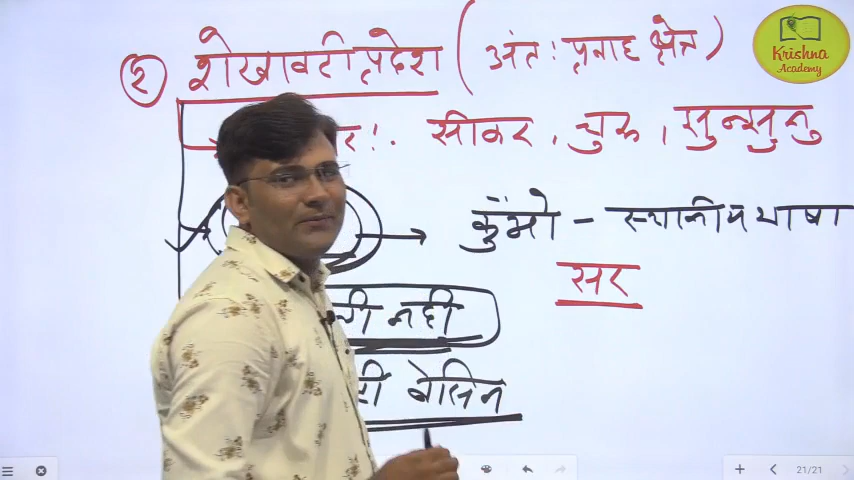 Krishna
Academy
२ शेखावटी प्रदेश ( अंत: प्रवाह क्षेत्र )
सीकर, चुरू, झुन्झुनु
कुँओ - स्थानीय भाषा
सर
नही
बेसिन
21/21